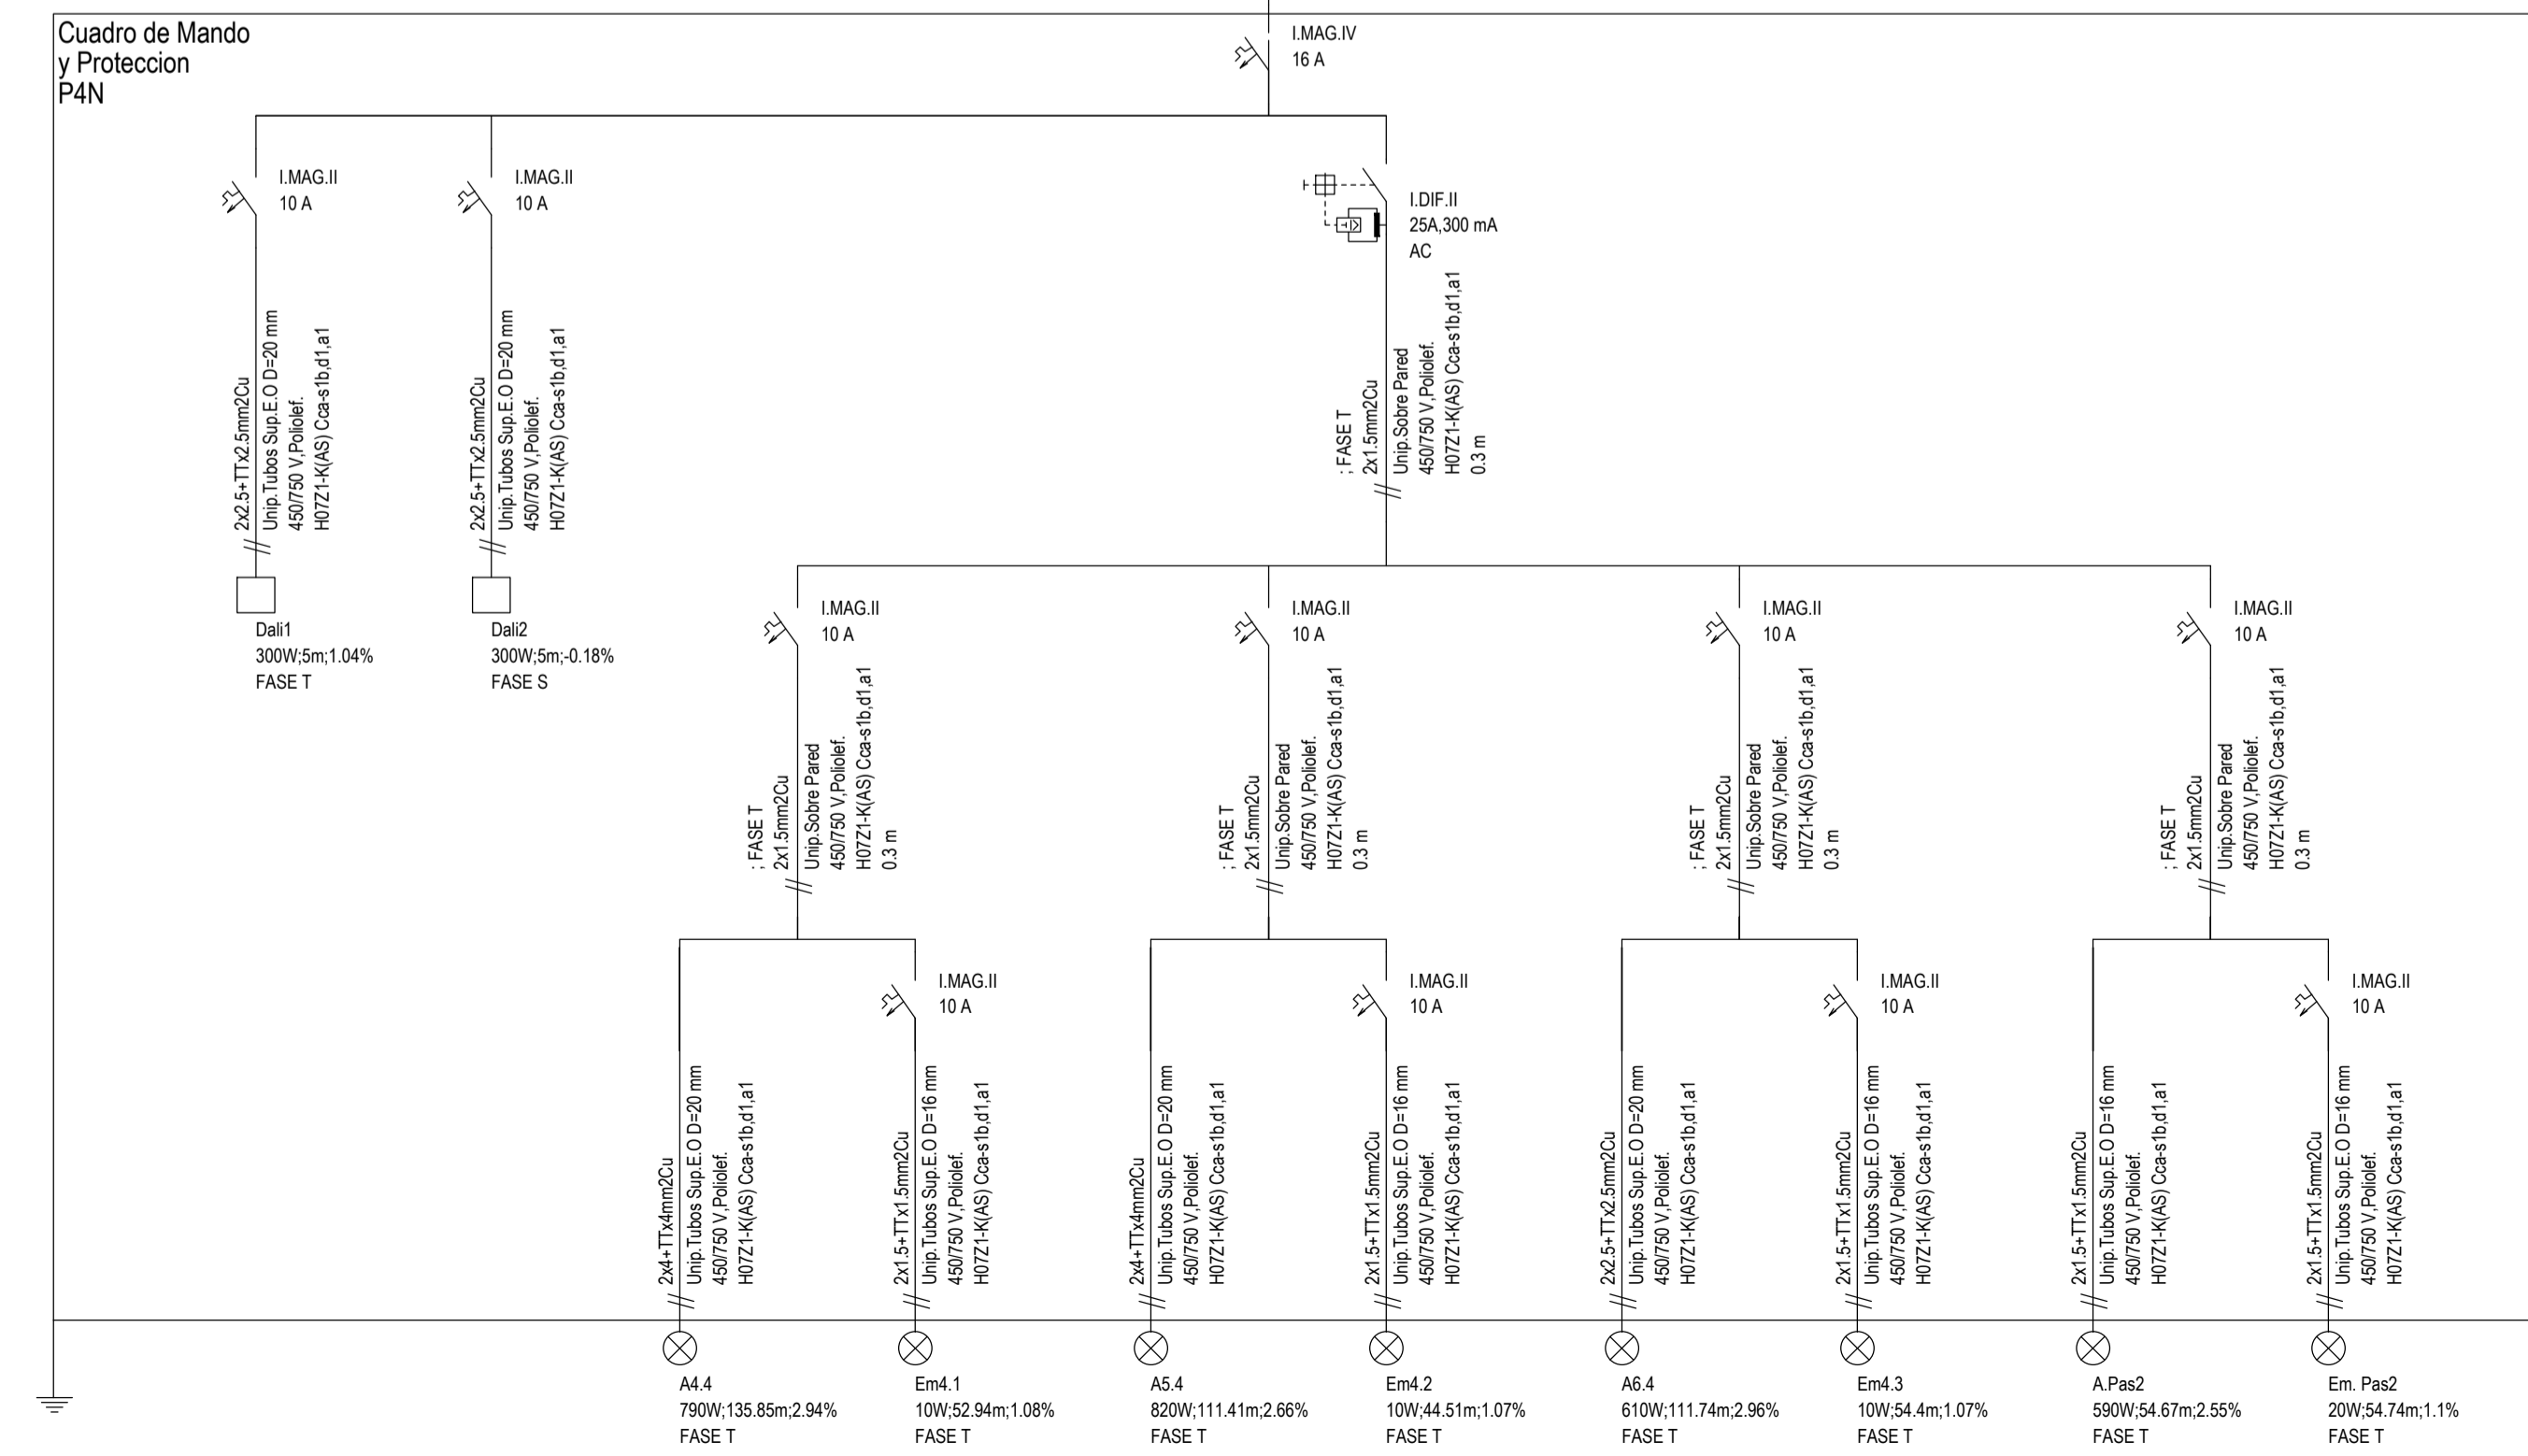 Cuadro de Mando
y Proteccion
P4N
I.MAG.IV
16 A
I.MAG.II
10 A
I.MAG.II
10 A
I.DIF.II
25A,300 mA
AC
2x2.5+TTx2.5mm2Cu
Unip.Tubos Sup.E.O D=20 mm
450/750 V,Poliolef.
H07Z1-K(AS) Cca-s1b,d1,a1
2x2.5+TTx2.5mm2Cu
Unip.Tubos Sup.E.O D=20 mm
450/750 V,Poliolef.
H07Z1-K(AS) Cca-s1b,d1,a1
; FASE T
2x1.5mm2Cu
Unip.Sobre Pared
450/750 V,Poliolef.
H07Z1-K(AS) Cca-s1b,d1,a1
0.3 m
Dali1
300W;5m;1.04%
FASE T
Dali2
300W;5m;-0.18%
FASE S
I.MAG.II
10 A
I.MAG.II
10 A
I.MAG.II
10 A
I.MAG.II
10 A
; FASE T
2x1.5mm2Cu
Unip.Sobre Pared
450/750 V,Poliolef.
H07Z1-K(AS) Cca-s1b,d1,a1
0.3 m
; FASE T
2x1.5mm2Cu
Unip.Sobre Pared
450/750 V,Poliolef.
H07Z1-K(AS) Cca-s1b,d1,a1
0.3 m
; FASE T
2x1.5mm2Cu
Unip.Sobre Pared
450/750 V,Poliolef.
H07Z1-K(AS) Cca-s1b,d1,a1
0.3 m
; FASE T
2x1.5mm2Cu
Unip.Sobre Pared
450/750 V,Poliolef.
H07Z1-K(AS) Cca-s1b,d1,a1
0.3 m
I.MAG.II
10 A
I.MAG.II
10 A
I.MAG.II
10 A
I.MAG.II
10 A
2x4+TTx4mm2Cu
Unip.Tubos Sup.E.O D=20 mm
450/750 V,Poliolef.
H07Z1-K(AS) Cca-s1b,d1,a1
2x1.5+TTx1.5mm2Cu
Unip.Tubos Sup.E.O D=16 mm
450/750 V,Poliolef.
H07Z1-K(AS) Cca-s1b,d1,a1
2x4+TTx4mm2Cu
Unip.Tubos Sup.E.O D=20 mm
450/750 V,Poliolef.
H07Z1-K(AS) Cca-s1b,d1,a1
2x1.5+TTx1.5mm2Cu
Unip.Tubos Sup.E.O D=16 mm
450/750 V,Poliolef.
H07Z1-K(AS) Cca-s1b,d1,a1
2x2.5+TTx2.5mm2Cu
Unip.Tubos Sup.E.O D=20 mm
450/750 V,Poliolef.
H07Z1-K(AS) Cca-s1b,d1,a1
2x1.5+TTx1.5mm2Cu
Unip.Tubos Sup.E.O D=16 mm
450/750 V,Poliolef.
H07Z1-K(AS) Cca-s1b,d1,a1
2x1.5+TTx1.5mm2Cu
Unip.Tubos Sup.E.O D=16 mm
450/750 V,Poliolef.
H07Z1-K(AS) Cca-s1b,d1,a1
2x1.5+TTx1.5mm2Cu
Unip.Tubos Sup.E.O D=16 mm
450/750 V,Poliolef.
H07Z1-K(AS) Cca-s1b,d1,a1
A4.4
790W;135.85m;2.94%
FASE T
Em4.1
10W;52.94m;1.08%
FASE T
A5.4
820W;111.41m;2.66%
FASE T
Em4.2
10W;44.51m;1.07%
FASE T
A6.4
610W;111.74m;2.96%
FASE T
Em4.3
10W;54.4m;1.07%
FASE T
A.Pas2
590W;54.67m;2.55%
FASE T
Em. Pas2
20W;54.74m;1.1%
FASE T